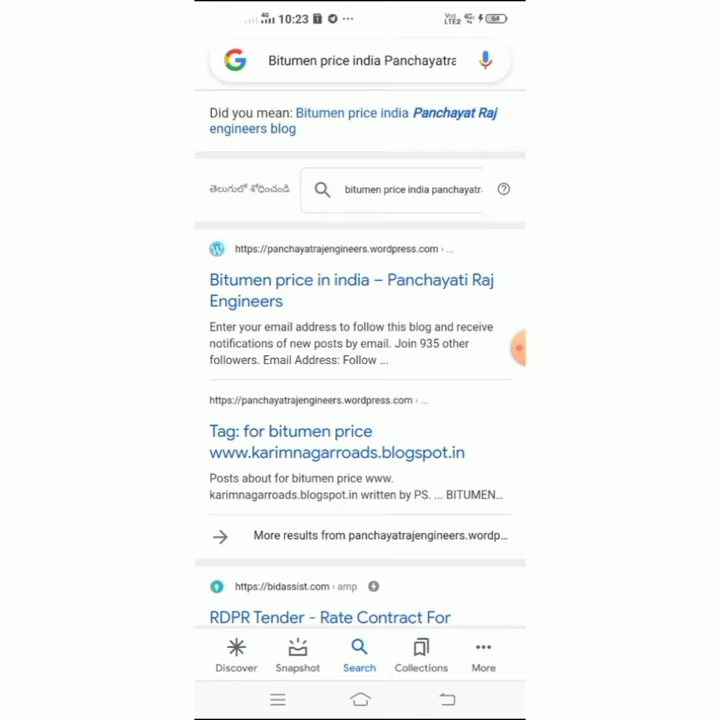 4G 10:23 ...
Vo)) LTE2 4G 64
Bitumen price india Panchayatra
Did you mean: Bitumen price india Panchayat Raj
engineers blog
తెలుగులో శోధించండి
bitumen price india panchayatr
https://panchayatrajengineers.wordpress.com › ...
Bitumen price in india – Panchayati Raj
Engineers
Enter your email address to follow this blog and receive
notifications of new posts by email. Join 935 other
followers. Email Address: Follow ...
https://panchayatrajengineers.wordpress.com › ...
Tag: for bitumen price
www.karimnagarroads.blogspot.in
Posts about for bitumen price www.
karimnagarroads.blogspot.in written by PS. ... BITUMEN...
More results from panchayatrajengineers.wordp...
https://bidassist.com › amp
RDPR Tender - Rate Contract For
Discover Snapshot Search Collections More